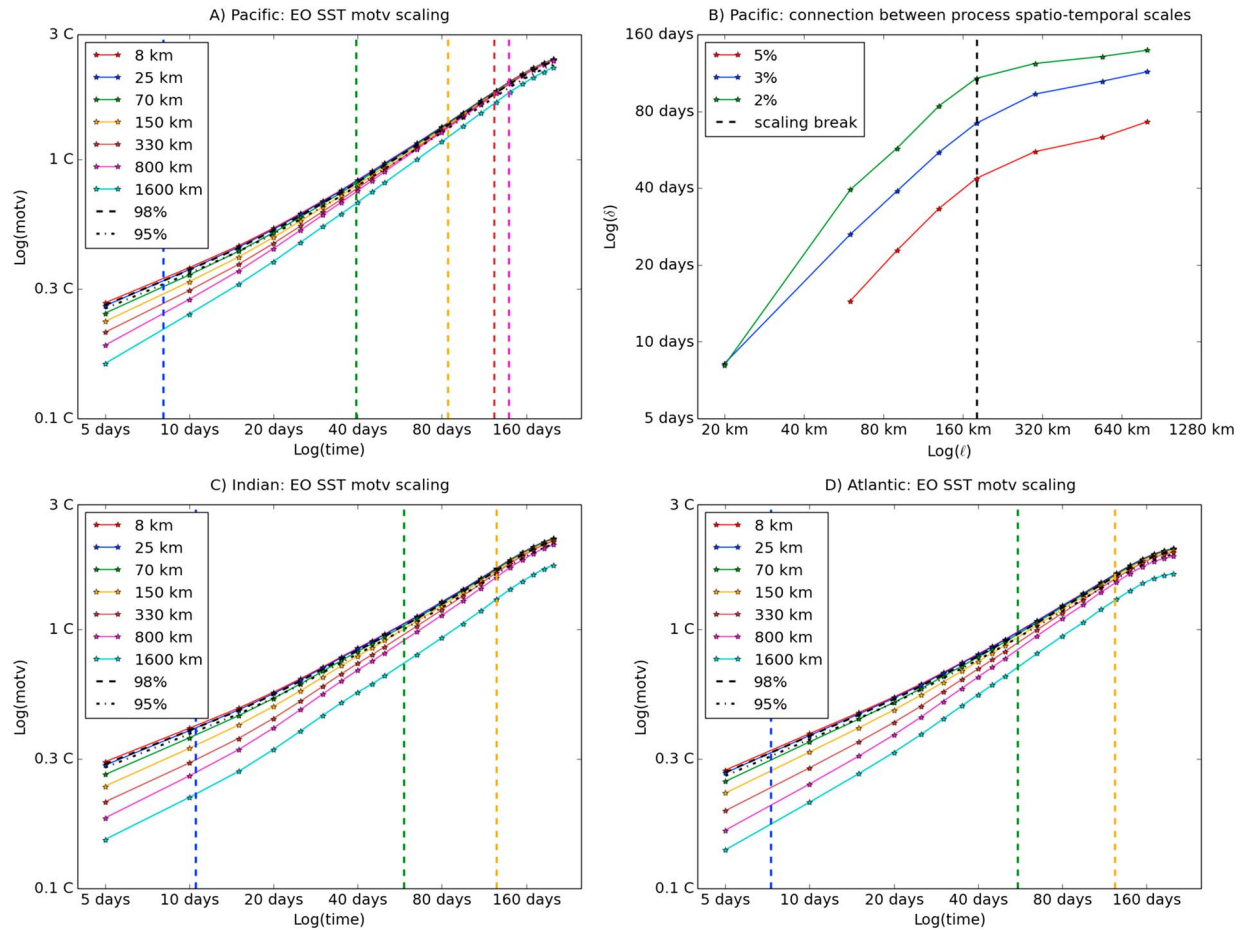 A) Pacific: EO SST motv scaling
3 C
1 C
0.3 C
0.1 C
Log(motv)
8 km
25 km
70 km
150 km
330 km
800 km
1600 km
98%
95%
5 days
10 days
20 days
40 days
80 days
160 days
Log(time)
B) Pacific: connection between process spatio-temporal scales
160 days
80 days
40 days
20 days
10 days
5 days
Log(δ)
5%
3%
2%
scaling break
20 km
40 km
80 km
160 km
320 km
640 km
1280 km
Log(ℓ)
C) Indian: EO SST motv scaling
3 C
1 C
0.3 C
0.1 C
Log(motv)
8 km
25 km
70 km
150 km
330 km
800 km
1600 km
98%
95%
5 days
10 days
20 days
40 days
80 days
160 days
Log(time)
D) Atlantic: EO SST motv scaling
3 C
1 C
0.3 C
0.1 C
Log(motv)
8 km
25 km
70 km
150 km
330 km
800 km
1600 km
98%
95%
5 days
10 days
20 days
40 days
80 days
160 days
Log(time)